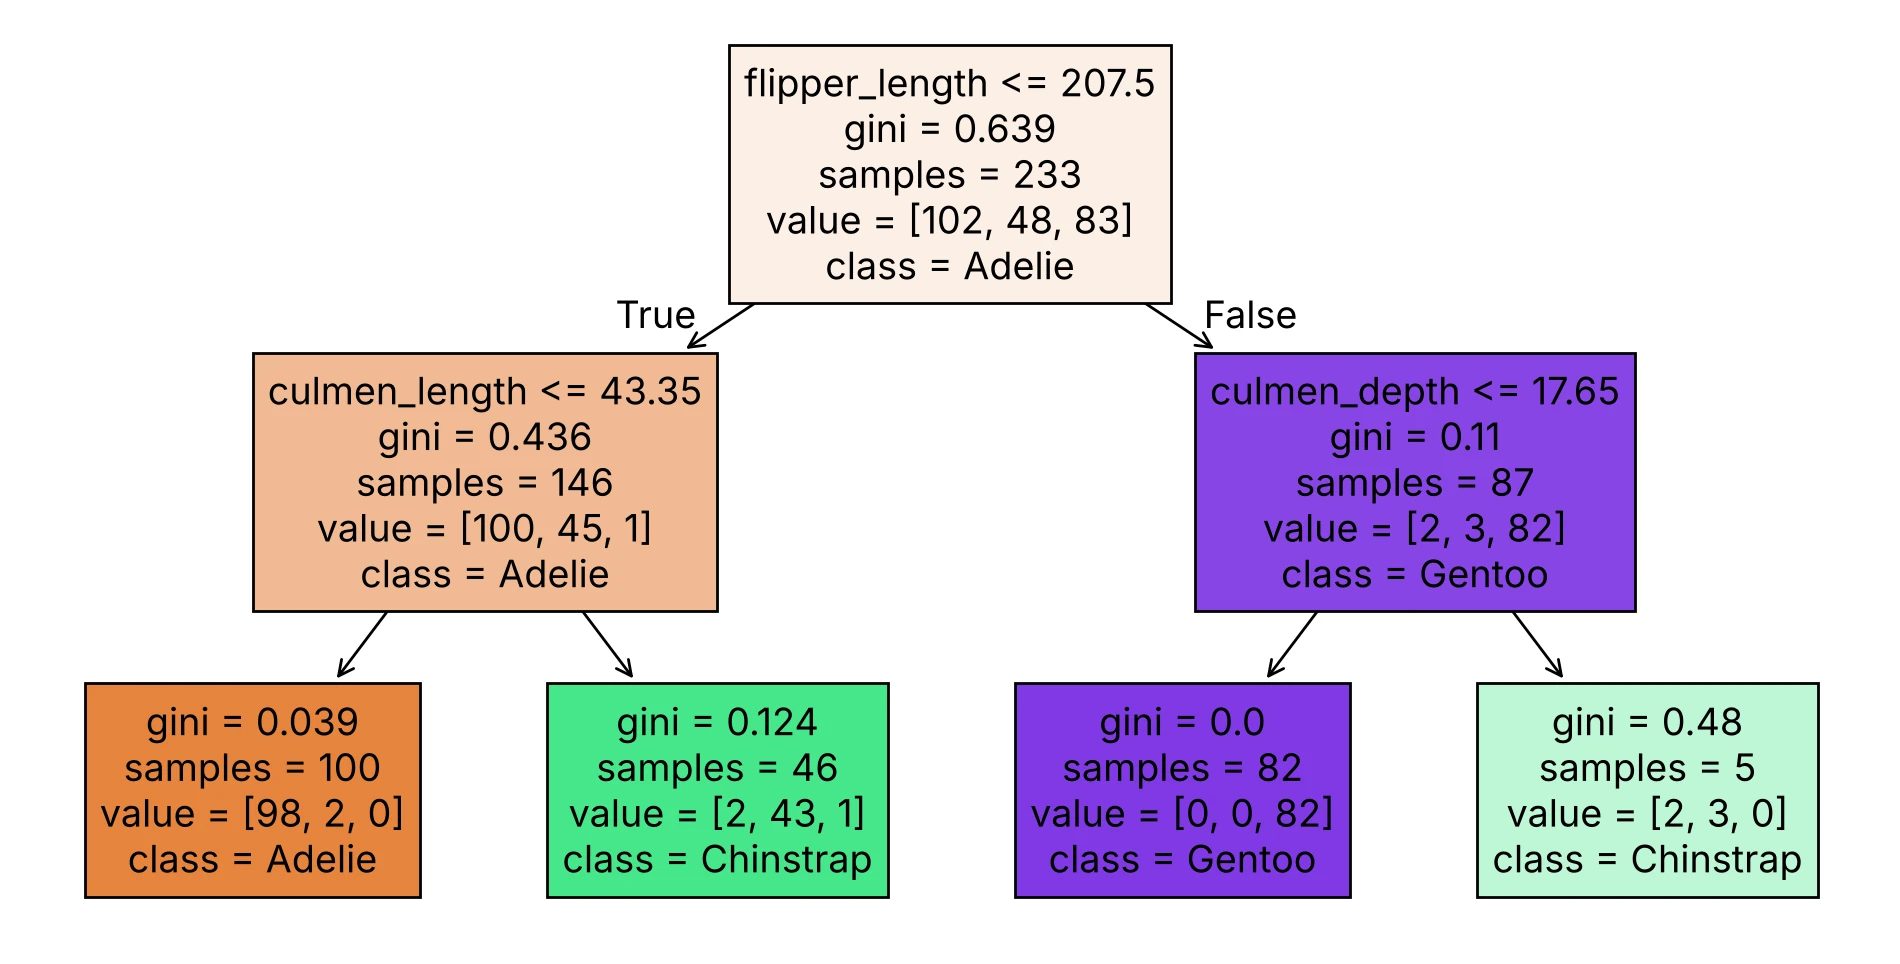 flipper_length <= 207.5
gini = 0.639
samples = 233
value = [102, 48, 83]
class = Adelie
True
False
culmen_length <= 43.35
gini = 0.436
samples = 146
value = [100, 45, 1]
class = Adelie
culmen_depth <= 17.65
gini = 0.11
samples = 87
value = [2, 3, 82]
class = Gentoo
gini = 0.039
samples = 100
value = [98, 2, 0]
class = Adelie
gini = 0.124
samples = 46
value = [2, 43, 1]
class = Chinstrap
gini = 0.0
samples = 82
value = [0, 0, 82]
class = Gentoo
gini = 0.48
samples = 5
value = [2, 3, 0]
class = Chinstrap